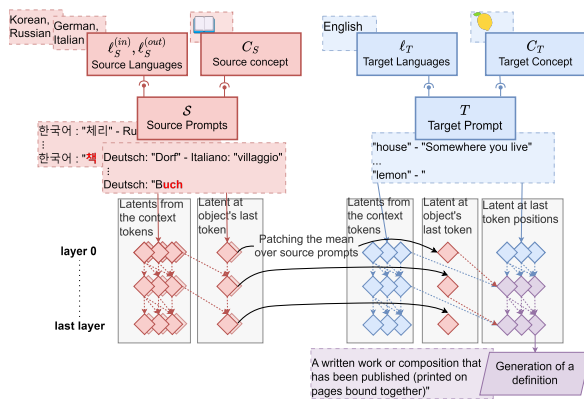 Korean,
Russian
German,
Italian
ℓ_S^(in), ℓ_S^(out)
Source Languages
C_S
Source concept
S
Source Prompts
한국어 : "체리" - Ru
⋮
한국어 : "책
Deutsch: "Dorf" - Italiano: "villaggio"
⋮
Deutsch: "Buch
English
ℓ_T
Target Languages
C_T
Target Concept
T
Target Prompt
"house" - "Somewhere you live"
...
"lemon" - "
Latents from
the context
tokens
Latent at
object's last
token
Patching the mean
over source prompts
Latents from
the context
tokens
Latent at
object's last
token
Latent at last
token positions
layer 0
last layer
A written work or composition that
has been published (printed on
pages bound together)"
Generation of a
definition